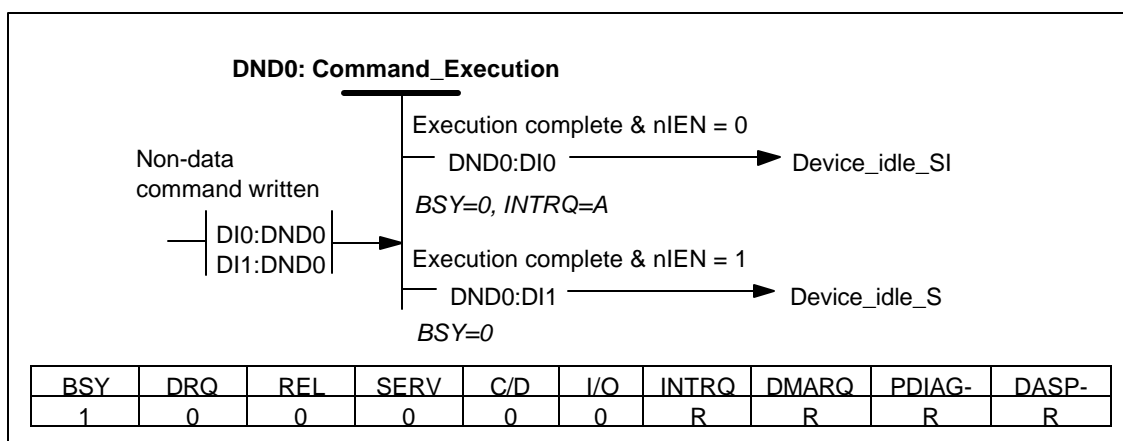 DND0: Command_Execution
Execution complete & nIEN = 0
DND0:DI0
Device_idle_SI
BSY=0, INTRQ=A
Non-data
command written
DI0:DND0
DI1:DND0
Execution complete & nIEN = 1
DND0:DI1
Device_idle_S
BSY=0
BSY DRQ REL SERV C/D I/O INTRQ DMARQ PDIAG- DASP-
1 0 0 0 0 0 R R R R